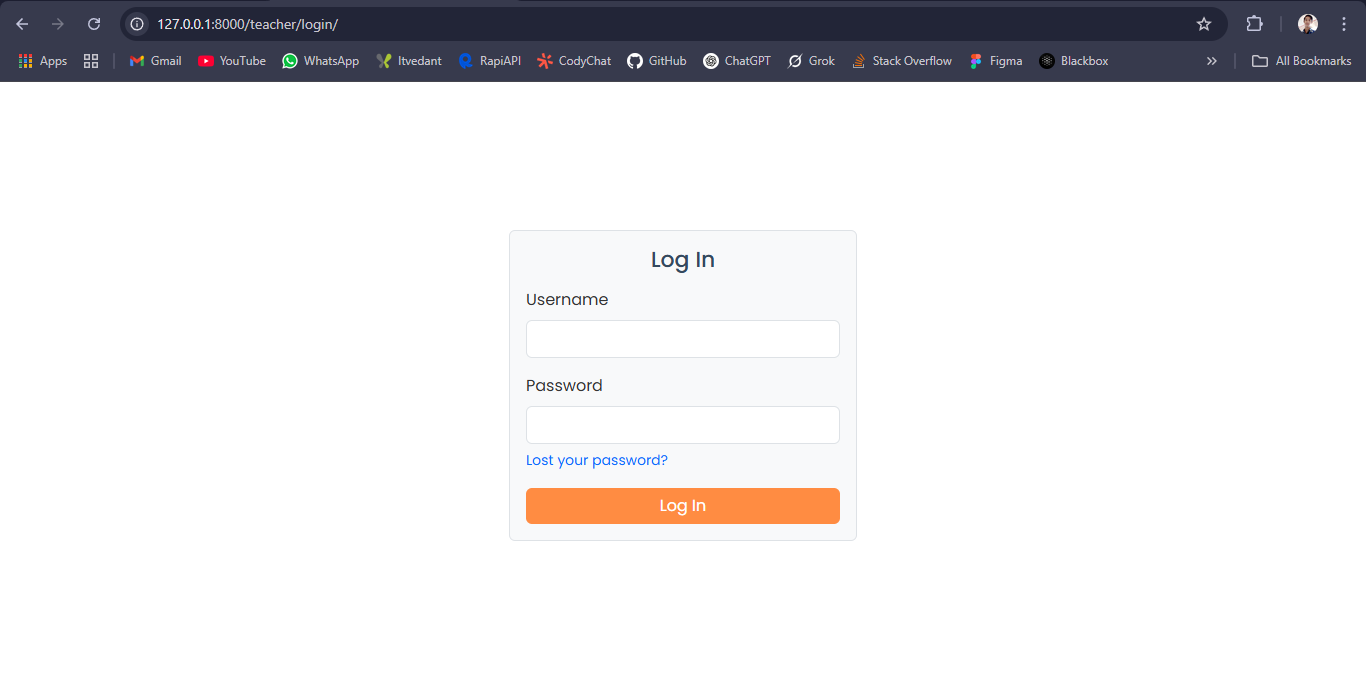 127.0.0.1:8000/teacher/login/
Apps Gmail YouTube WhatsApp Itvedant RapiAPI CodyChat GitHub ChatGPT Grok Stack Overflow Figma Blackbox All Bookmarks
Log In
Username
Password
Lost your password?
Log In